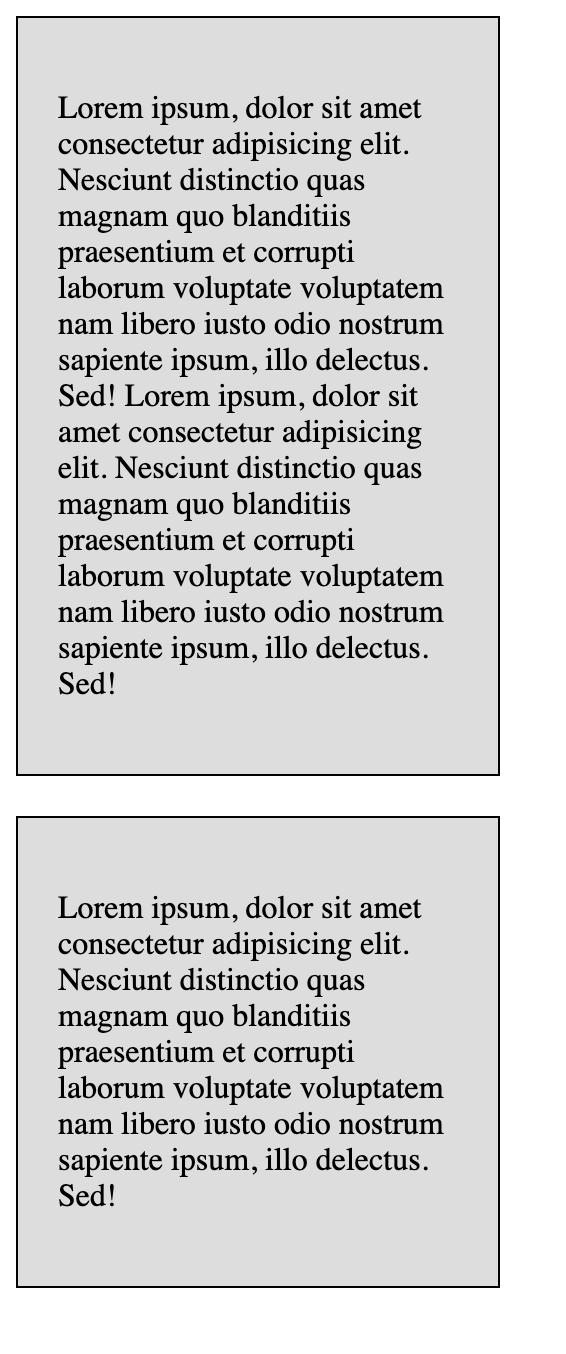 Lorem ipsum, dolor sit amet
consectetur adipisicing elit.
Nesciunt distinctio quas
magnam quo blanditiis
praesentium et corrupti
laborum voluptate voluptatem
nam libero iusto odio nostrum
sapiente ipsum, illo delectus.
Sed! Lorem ipsum, dolor sit
amet consectetur adipisicing
elit. Nesciunt distinctio quas
magnam quo blanditiis
praesentium et corrupti
laborum voluptate voluptatem
nam libero iusto odio nostrum
sapiente ipsum, illo delectus.
Sed!
Lorem ipsum, dolor sit amet
consectetur adipisicing elit.
Nesciunt distinctio quas
magnam quo blanditiis
praesentium et corrupti
laborum voluptate voluptatem
nam libero iusto odio nostrum
sapiente ipsum, illo delectus.
Sed!